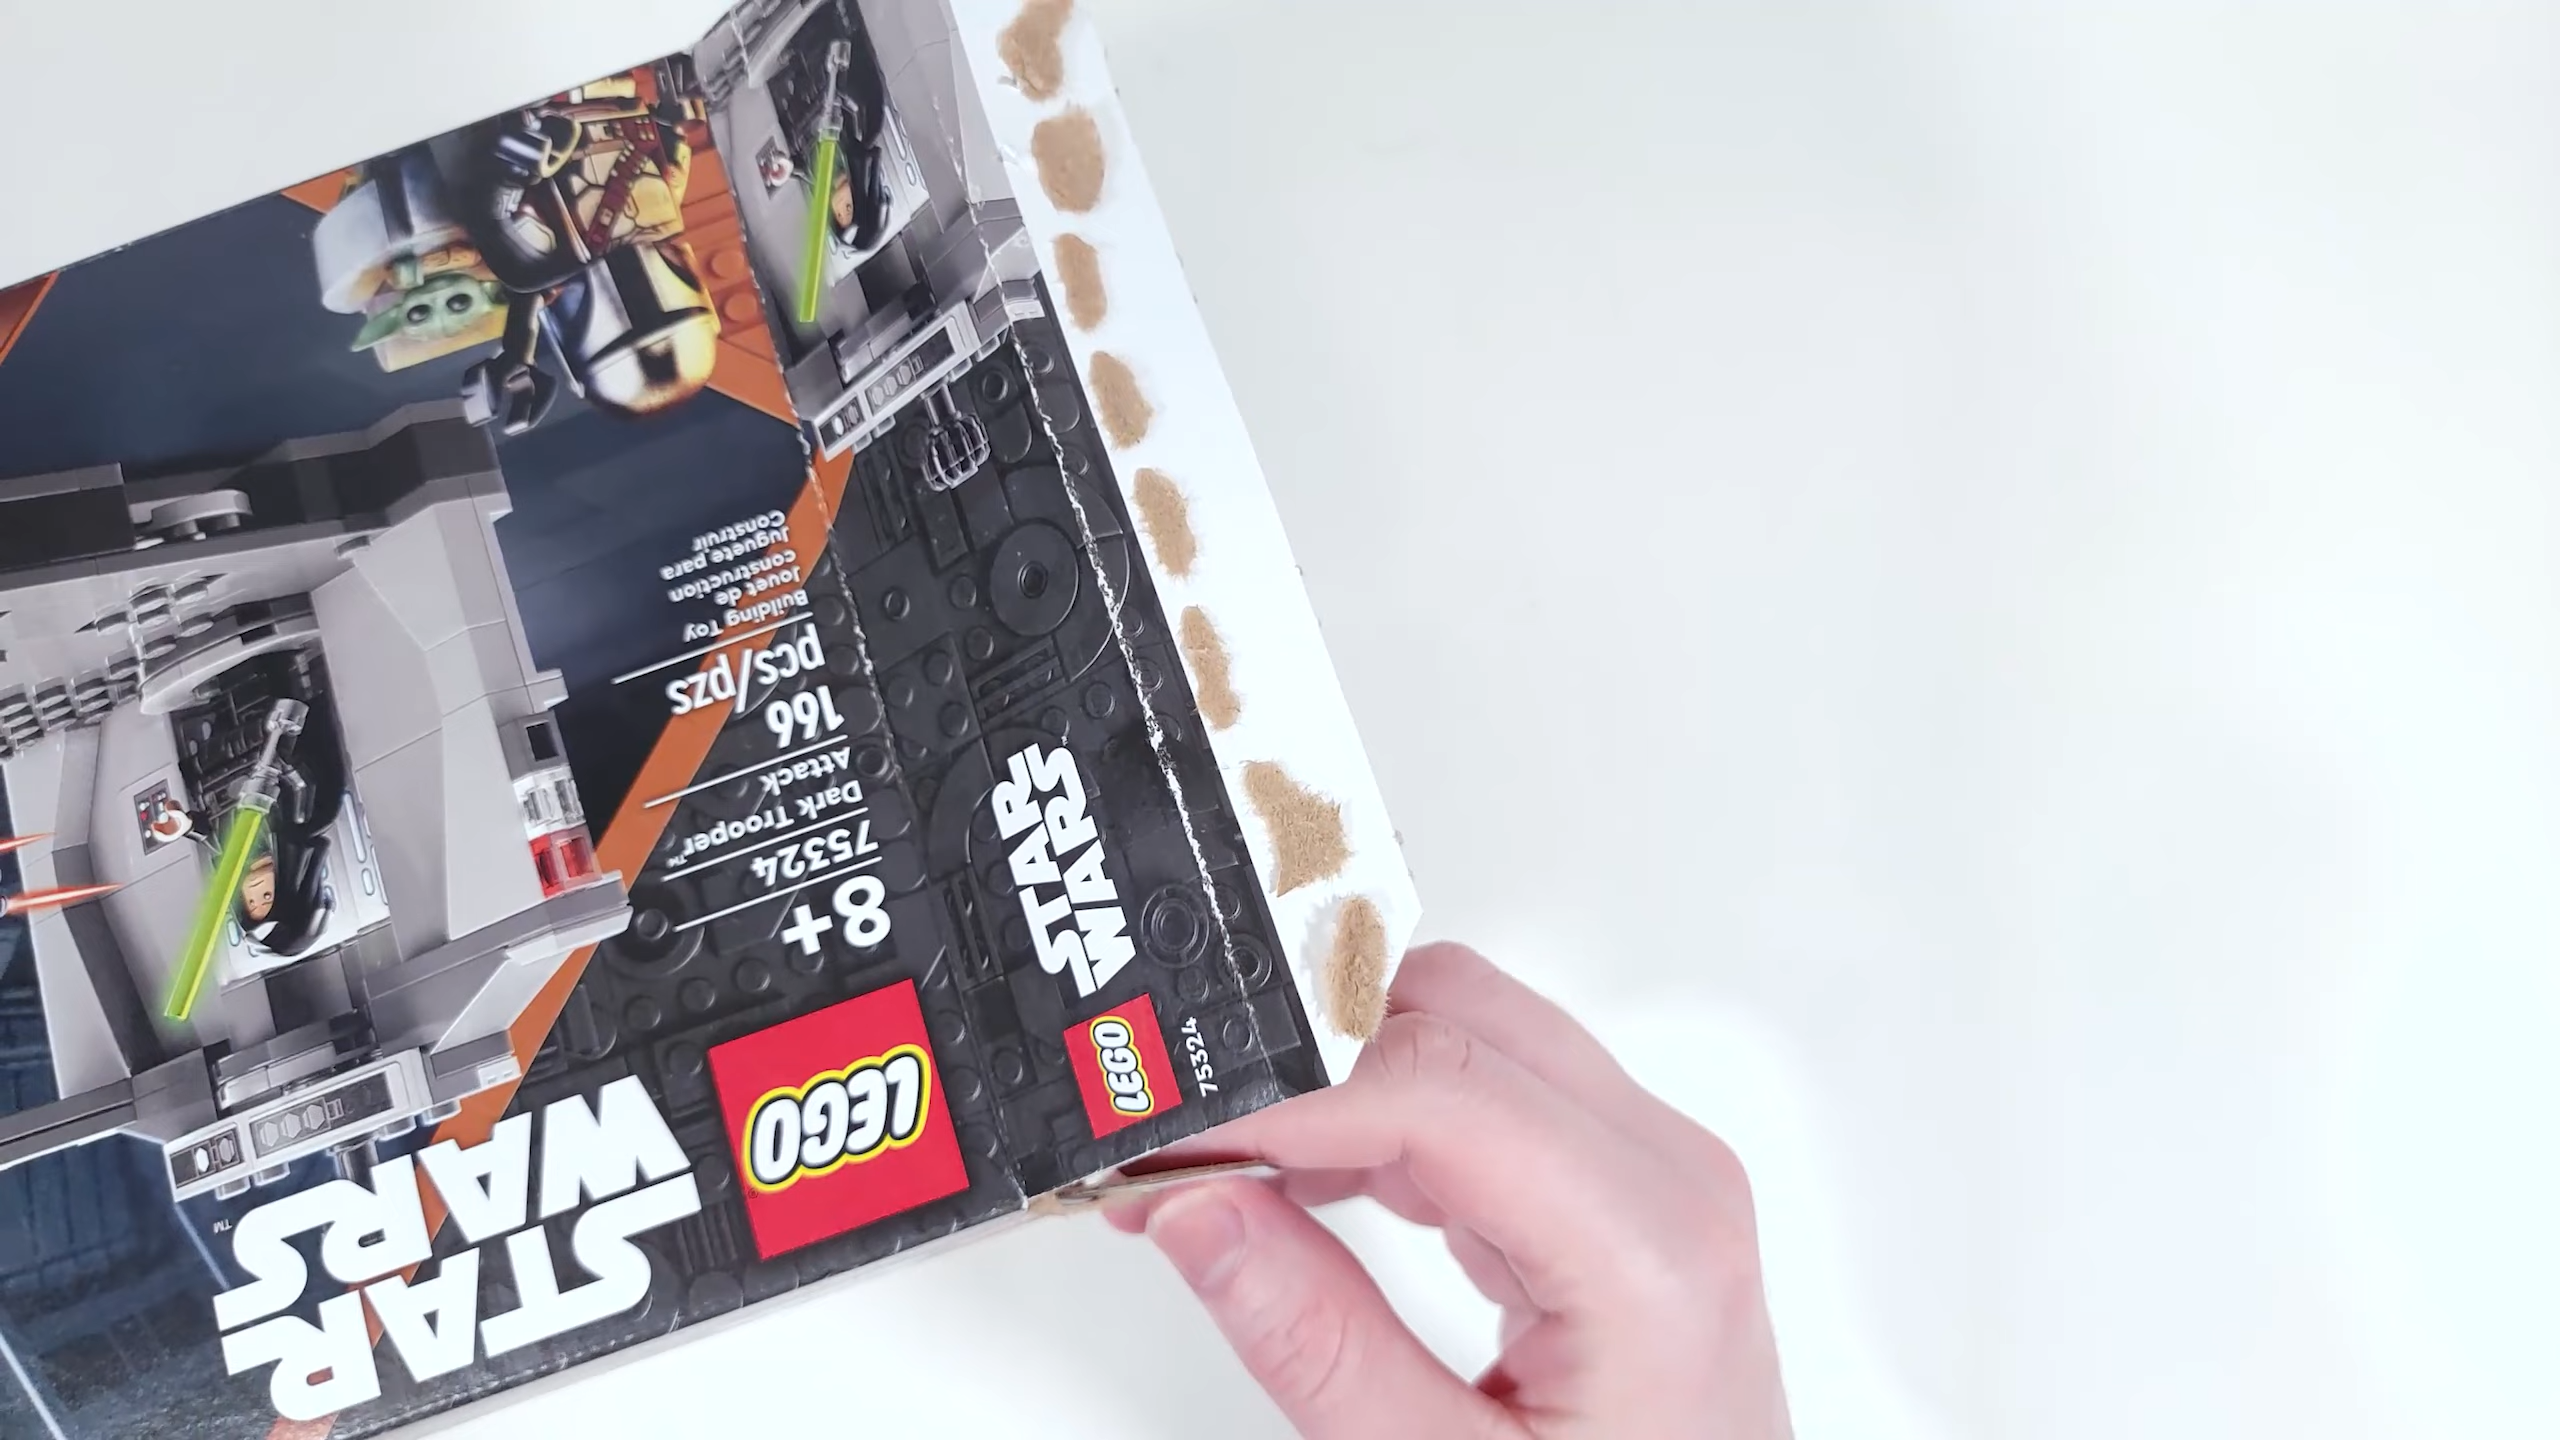 LEGO
®
STAR
WARS
™
8+
75324
Dark Trooper™
Attack
166
pcs/pzs
Building Toy
Jouet de
construction
Juguete para
Construir
LEGO
STAR
WARS
75324